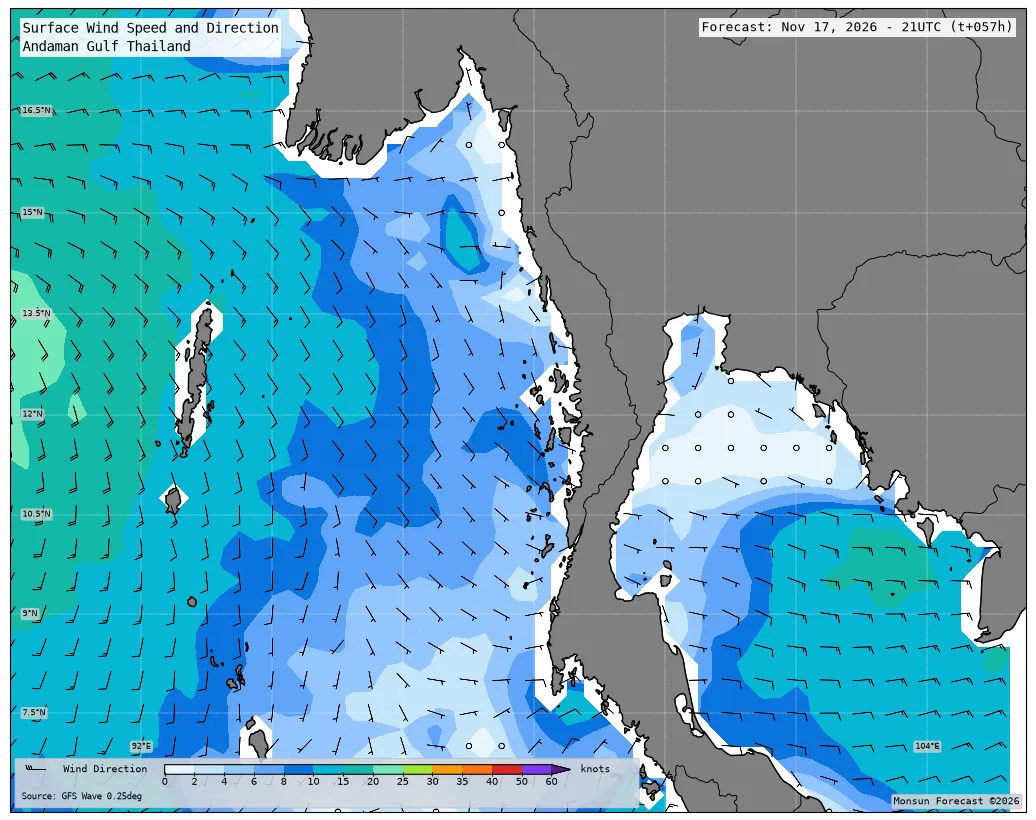 Surface Wind Speed and Direction
Andaman Gulf Thailand
Forecast: Nov 17, 2026 - 21UTC (t+057h)
16.5°N
15°N
13.5°N
12°N
10.5°N
9°N
7.5°N
92°E
104°E
Wind Direction
0 2 4 6 8 10 15 20 25 30 35 40 50 60
knots
Source: GFS Wave 0.25deg
Monsun Forecast ©2026